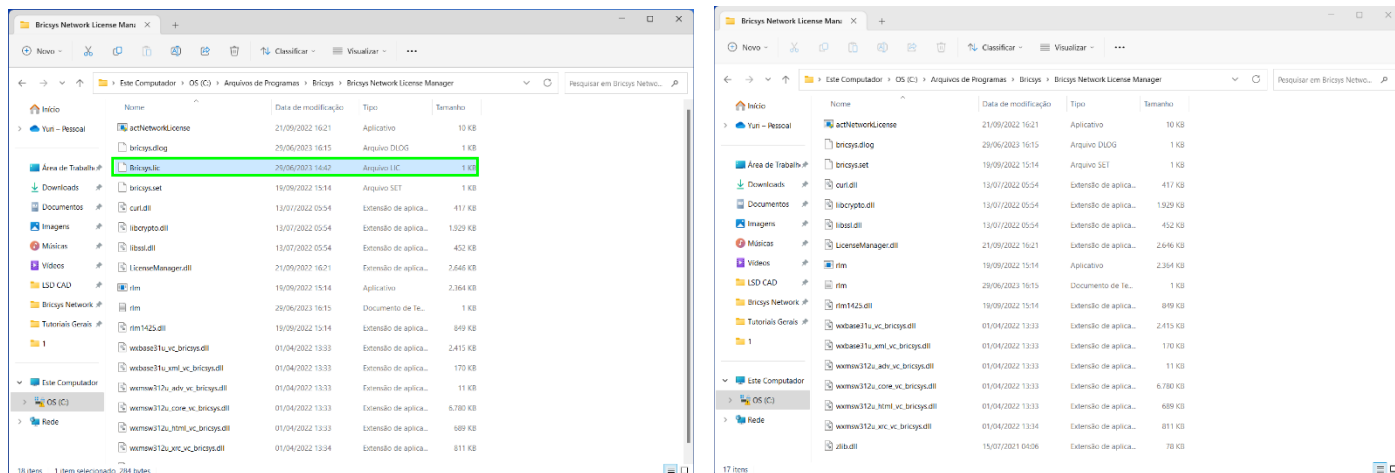 Bricsys Network License Mana
Novo
Classificar
Visualizar
Este Computador > OS (C:) > Arquivos de Programas > Bricsys > Bricsys Network License Manager
Pesquisar em Bricsys Netwo...
Início
Yuri – Pessoal
Área de Trabalho
Downloads
Documentos
Imagens
Músicas
Vídeos
LSD CAD
Bricsys Network
Tutoriais Gerais
1
Este Computador
OS (C:)
Rede
Nome Data de modificação Tipo Tamanho
actNetworkLicense 21/09/2022 16:21 Aplicativo 10 KB
bricsys.dlog 29/06/2023 16:15 Arquivo DLOG 1 KB
Bricsys.lic 29/06/2023 14:42 Arquivo LIC 1 KB
bricsys.set 19/09/2022 15:14 Arquivo SET 1 KB
curl.dll 13/07/2022 05:54 Extensão de aplica... 417 KB
libcrypto.dll 13/07/2022 05:54 Extensão de aplica... 1.929 KB
libssl.dll 13/07/2022 05:54 Extensão de aplica... 452 KB
LicenseManager.dll 21/09/2022 16:21 Extensão de aplica... 2.646 KB
rlm 19/09/2022 15:14 Aplicativo 2.364 KB
rlm 29/06/2023 16:15 Documento de Te... 1 KB
rlm1425.dll 19/09/2022 15:14 Extensão de aplica... 849 KB
wxbase31u_vc_bricsys.dll 01/04/2022 13:33 Extensão de aplica... 2.415 KB
wxbase31u_xml_vc_bricsys.dll 01/04/2022 13:33 Extensão de aplica... 170 KB
wxmsw312u_adv_vc_bricsys.dll 01/04/2022 13:33 Extensão de aplica... 11 KB
wxmsw312u_core_vc_bricsys.dll 01/04/2022 13:33 Extensão de aplica... 6.780 KB
wxmsw312u_html_vc_bricsys.dll 01/04/2022 13:33 Extensão de aplica... 689 KB
wxmsw312u_xrc_vc_bricsys.dll 01/04/2022 13:34 Extensão de aplica... 811 KB
18 itens 1 item selecionado 284 bytes
Bricsys Network License Mana
Novo
Classificar
Visualizar
Este Computador > OS (C:) > Arquivos de Programas > Bricsys > Bricsys Network License Manager
Pesquisar em Bricsys Netwo...
Início
Yuri – Pessoal
Área de Trabalho
Downloads
Documentos
Imagens
Músicas
Vídeos
LSD CAD
Bricsys Network
Tutoriais Gerais
1
Este Computador
OS (C:)
Rede
Nome Data de modificação Tipo Tamanho
actNetworkLicense 21/09/2022 16:21 Aplicativo 10 KB
bricsys.dlog 29/06/2023 16:15 Arquivo DLOG 1 KB
bricsys.set 19/09/2022 15:14 Arquivo SET 1 KB
curl.dll 13/07/2022 05:54 Extensão de aplica... 417 KB
libcrypto.dll 13/07/2022 05:54 Extensão de aplica... 1.929 KB
libssl.dll 13/07/2022 05:54 Extensão de aplica... 452 KB
LicenseManager.dll 21/09/2022 16:21 Extensão de aplica... 2.646 KB
rlm 19/09/2022 15:14 Aplicativo 2.364 KB
rlm 29/06/2023 16:15 Documento de Te... 1 KB
rlm1425.dll 19/09/2022 15:14 Extensão de aplica... 849 KB
wxbase31u_vc_bricsys.dll 01/04/2022 13:33 Extensão de aplica... 2.415 KB
wxbase31u_xml_vc_bricsys.dll 01/04/2022 13:33 Extensão de aplica... 170 KB
wxmsw312u_adv_vc_bricsys.dll 01/04/2022 13:33 Extensão de aplica... 11 KB
wxmsw312u_core_vc_bricsys.dll 01/04/2022 13:33 Extensão de aplica... 6.780 KB
wxmsw312u_html_vc_bricsys.dll 01/04/2022 13:33 Extensão de aplica... 689 KB
wxmsw312u_xrc_vc_bricsys.dll 01/04/2022 13:34 Extensão de aplica... 811 KB
zlib.dll 15/07/2021 04:06 Extensão de aplica... 78 KB
17 itens